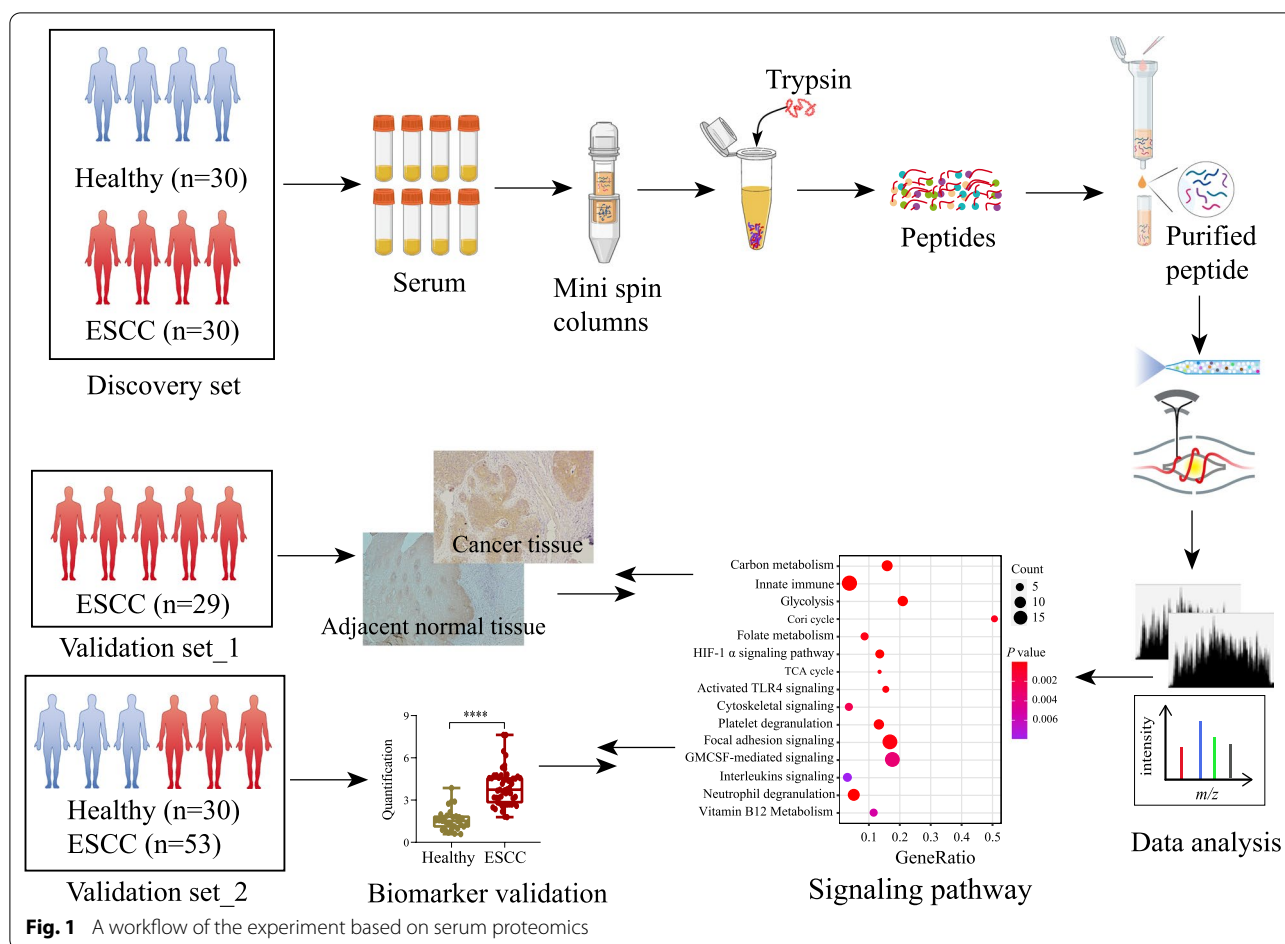 Healthy (n=30)
ESCC (n=30)
Discovery set
Serum
Mini spin
columns
Trypsin
Peptides
Purified
peptide
ESCC (n=29)
Validation set_1
Cancer tissue
Adjacent normal tissue
Healthy (n=30)
ESCC (n=53)
Validation set_2
Quantification
9
6
3
0
****
Healthy
ESCC
Biomarker validation
Carbon metabolism
Innate immune
Glycolysis
Cori cycle
Folate metabolism
HIF-1 α signaling pathway
TCA cycle
Activated TLR4 signaling
Cytoskeletal signaling
Platelet degranulation
Focal adhesion signaling
GMCSF-mediated signaling
Interleukins signaling
Neutrophil degranulation
Vitamin B12 Metabolism
0.1 0.2 0.3 0.4 0.5
GeneRatio
Signaling pathway
Count
5
10
15
P value
0.002
0.004
0.006
intensity
m/z
Data analysis
Fig. 1 A workflow of the experiment based on serum proteomics